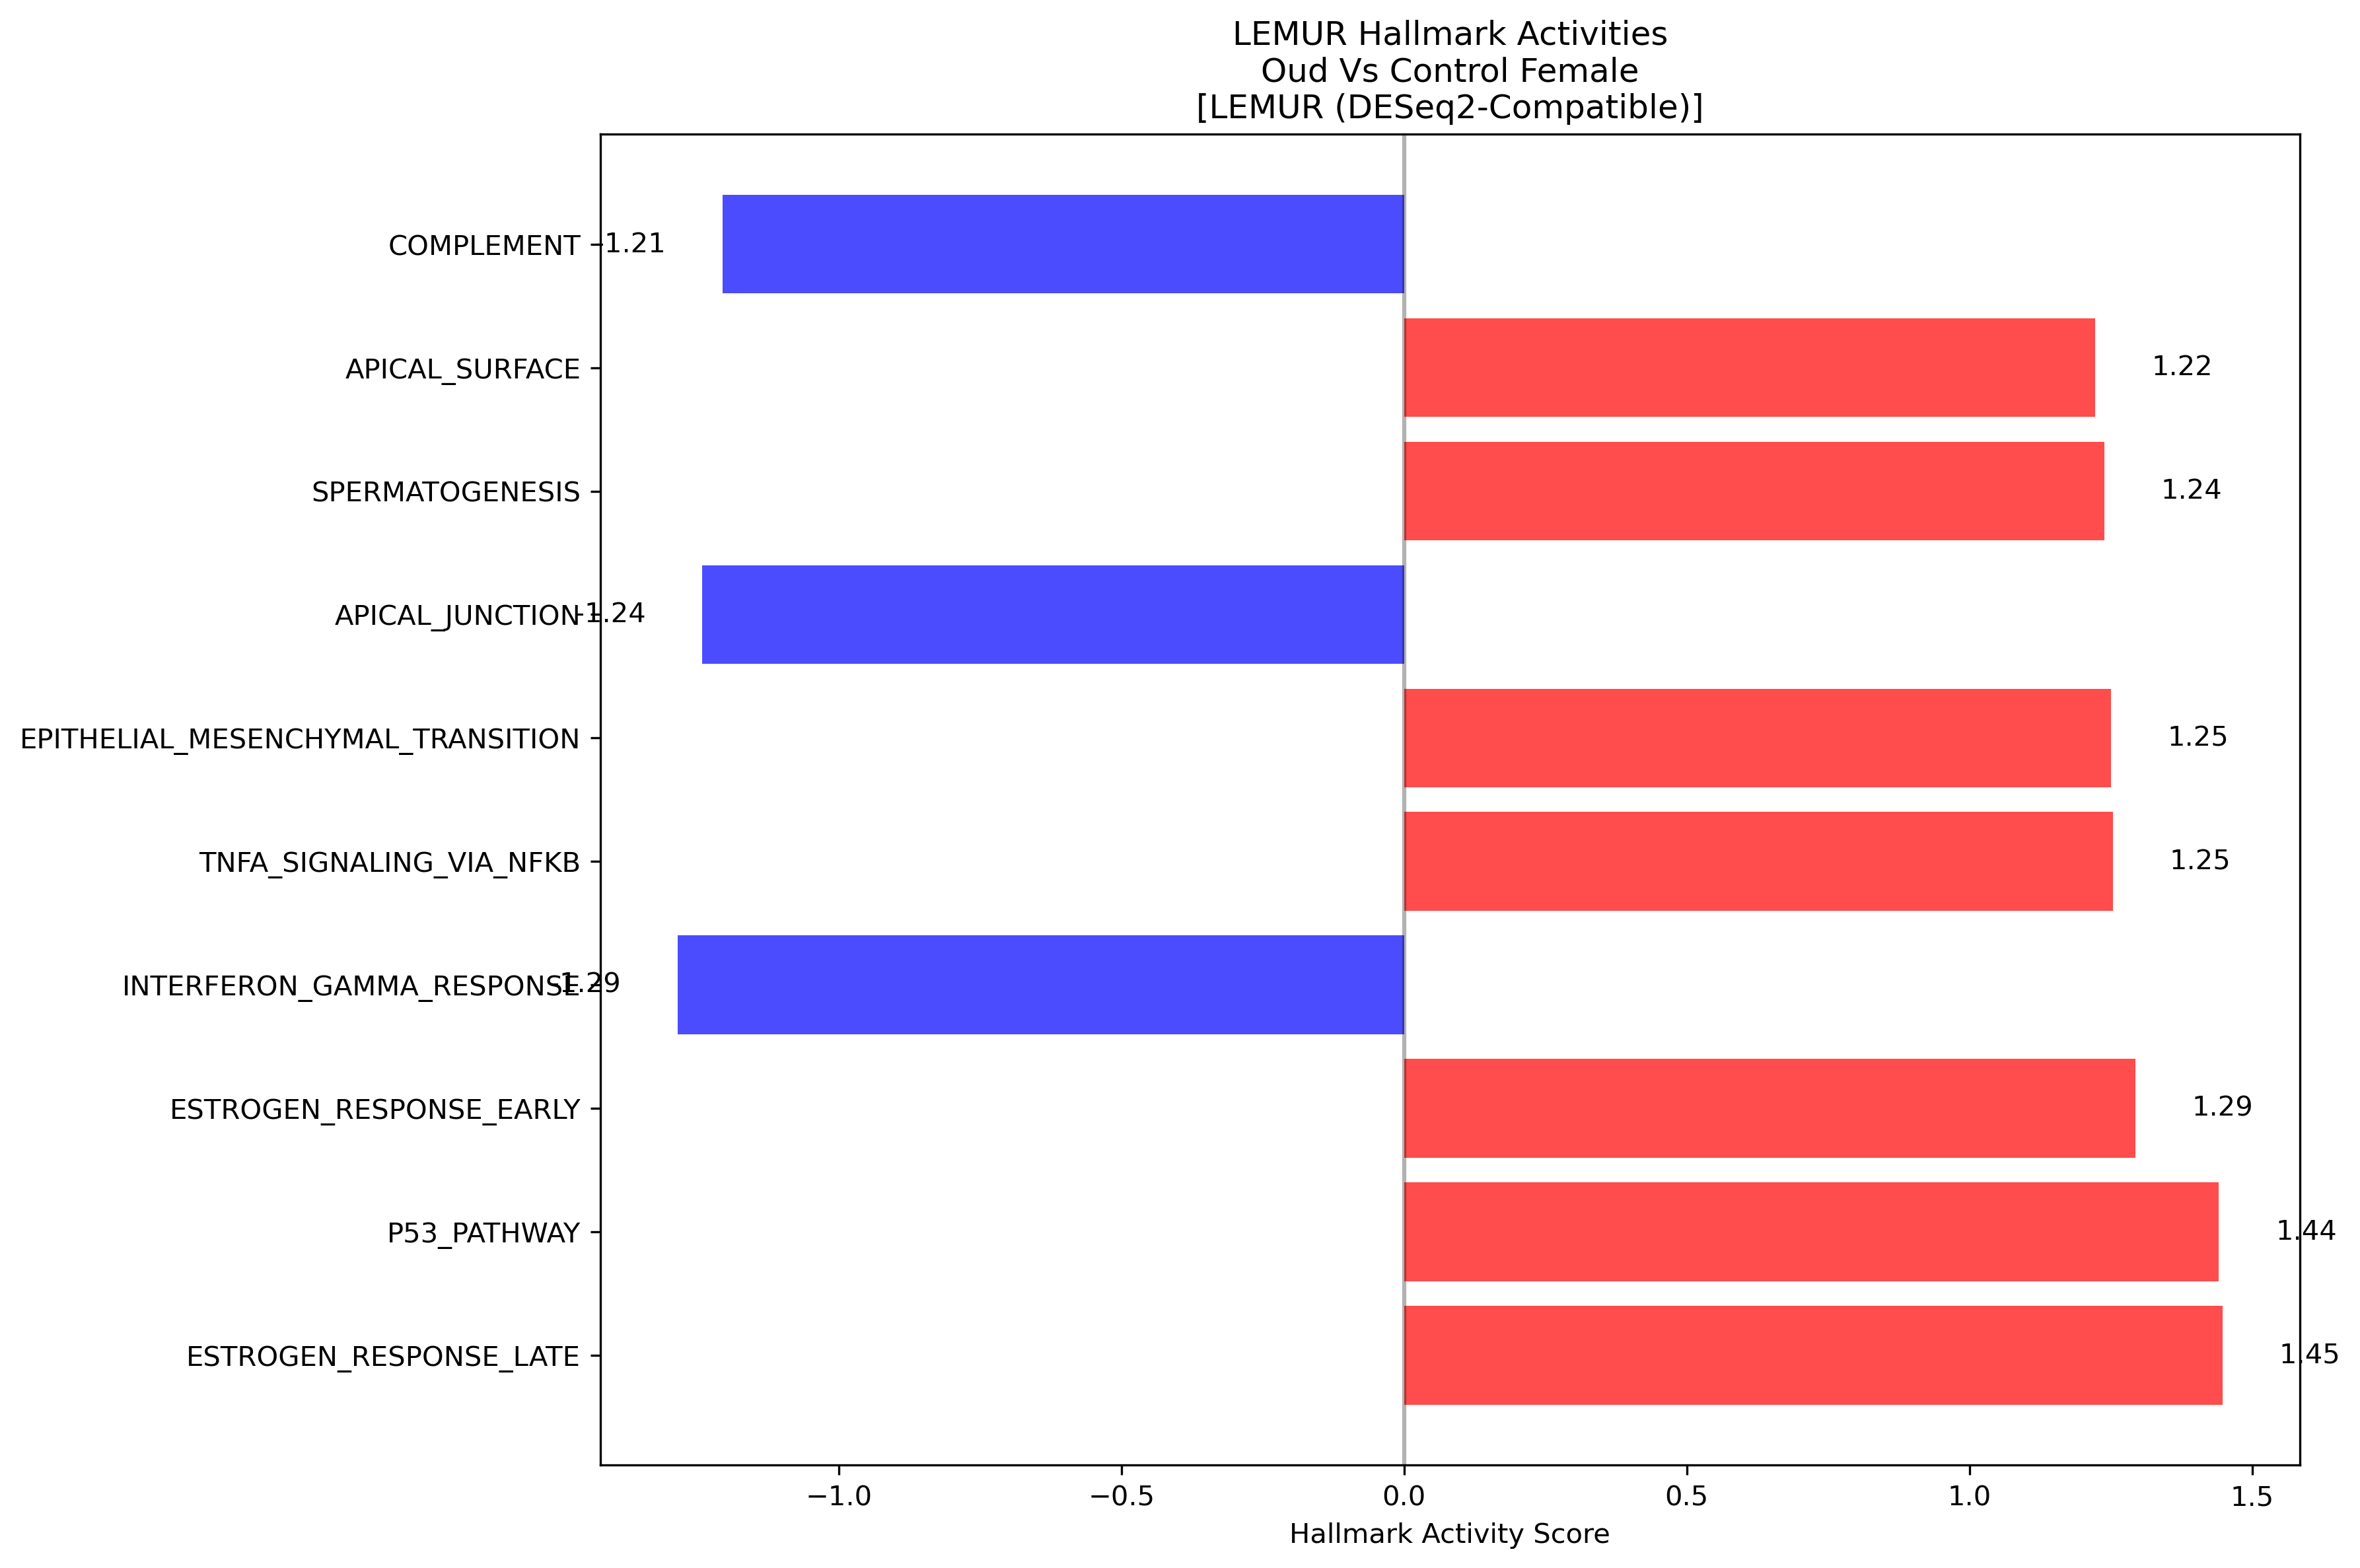 LEMUR Hallmark Activities
Oud Vs Control Female
[LEMUR (DESeq2-Compatible)]
COMPLEMENT -1.21
APICAL_SURFACE 1.22
SPERMATOGENESIS 1.24
APICAL_JUNCTION -1.24
EPITHELIAL_MESENCHYMAL_TRANSITION 1.25
TNFA_SIGNALING_VIA_NFKB 1.25
INTERFERON_GAMMA_RESPONSE -1.29
ESTROGEN_RESPONSE_EARLY 1.29
P53_PATHWAY 1.44
ESTROGEN_RESPONSE_LATE 1.45
−1.0 −0.5 0.0 0.5 1.0 1.5
Hallmark Activity Score